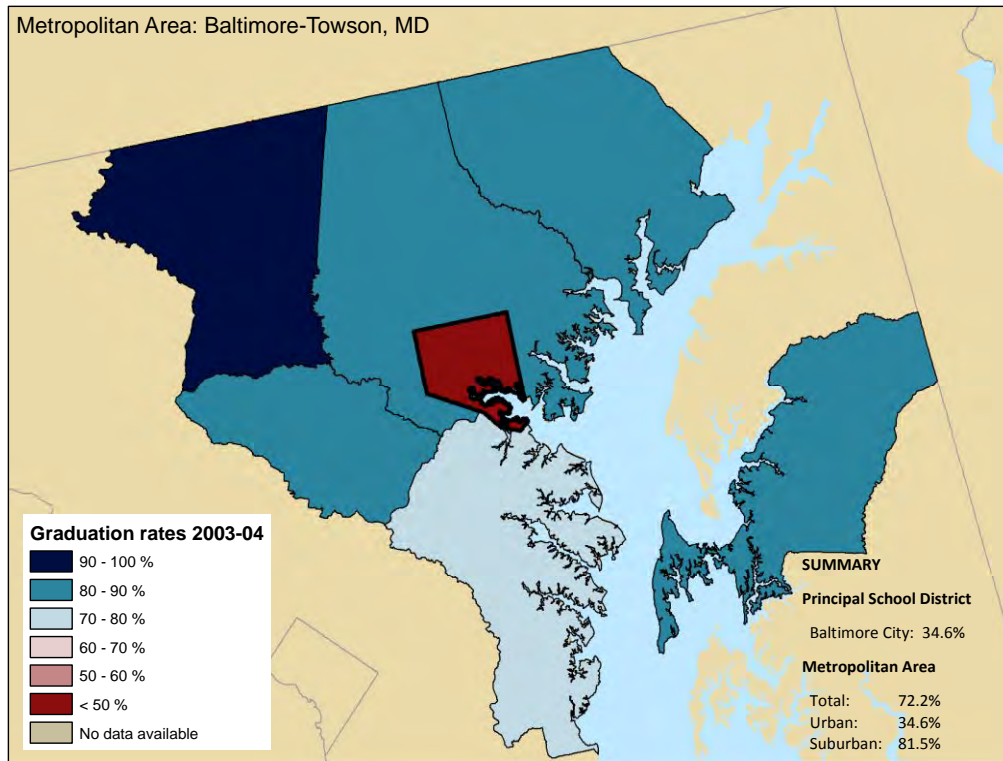 Metropolitan Area: Baltimore-Towson, MD
Graduation rates 2003-04
90 - 100 %
80 - 90 %
70 - 80 %
60 - 70 %
50 - 60 %
< 50 %
No data available
SUMMARY
Principal School District
Baltimore City: 34.6%
Metropolitan Area
Total: 72.2%
Urban: 34.6%
Suburban: 81.5%